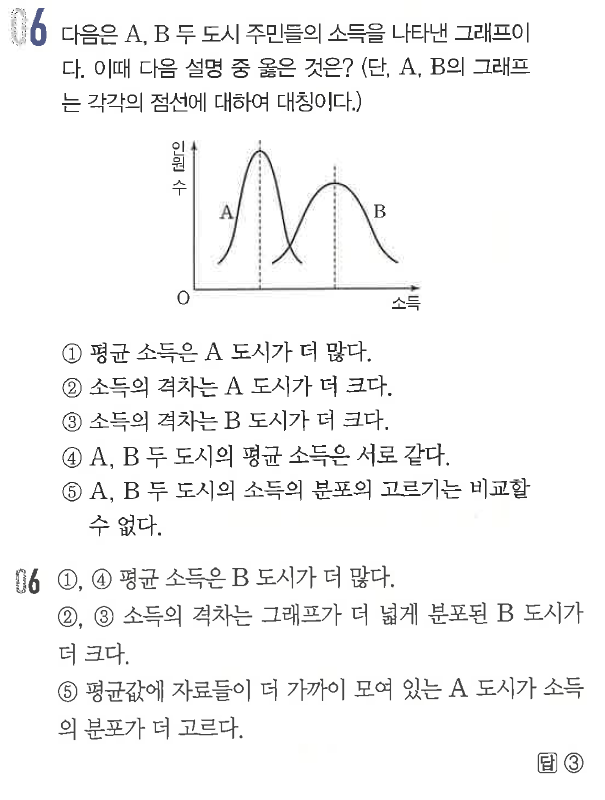 06 다음은 A, B 두 도시 주민들의 소득을 나타낸 그래프이
다. 이때 다음 설명 중 옳은 것은? (단, A, B의 그래프
는 각각의 점선에 대하여 대칭이다.)
인원수
A
B
O
소득
① 평균 소득은 A 도시가 더 많다.
② 소득의 격차는 A 도시가 더 크다.
③ 소득의 격차는 B 도시가 더 크다.
④ A, B 두 도시의 평균 소득은 서로 같다.
⑤ A, B 두 도시의 소득의 분포의 고르기는 비교할
수 없다.
06 ①, ④ 평균 소득은 B 도시가 더 많다.
②, ③ 소득의 격차는 그래프가 더 넓게 분포된 B 도시가
더 크다.
⑤ 평균값에 자료들이 더 가까이 모여 있는 A 도시가 소득
의 분포가 더 고르다.
답 ③